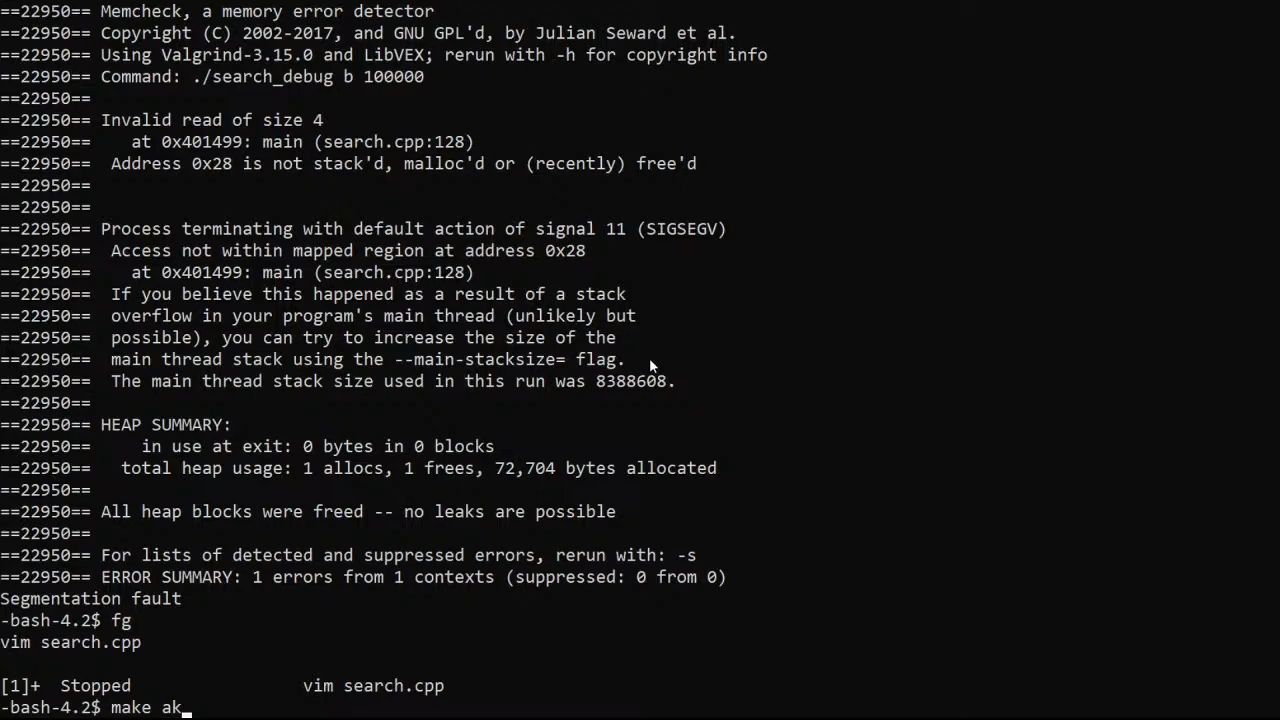 ==22950== Memcheck, a memory error detector
==22950== Copyright (C) 2002-2017, and GNU GPL'd, by Julian Seward et al.
==22950== Using Valgrind-3.15.0 and LibVEX; rerun with -h for copyright info
==22950== Command: ./search_debug b 100000
==22950==
==22950== Invalid read of size 4
==22950==    at 0x401499: main (search.cpp:128)
==22950==  Address 0x28 is not stack'd, malloc'd or (recently) free'd
==22950==
==22950==
==22950== Process terminating with default action of signal 11 (SIGSEGV)
==22950==  Access not within mapped region at address 0x28
==22950==    at 0x401499: main (search.cpp:128)
==22950==  If you believe this happened as a result of a stack
==22950==  overflow in your program's main thread (unlikely but
==22950==  possible), you can try to increase the size of the
==22950==  main thread stack using the --main-stacksize= flag.
==22950==  The main thread stack size used in this run was 8388608.
==22950==
==22950== HEAP SUMMARY:
==22950==     in use at exit: 0 bytes in 0 blocks
==22950==   total heap usage: 1 allocs, 1 frees, 72,704 bytes allocated
==22950==
==22950== All heap blocks were freed -- no leaks are possible
==22950==
==22950== For lists of detected and suppressed errors, rerun with: -s
==22950== ERROR SUMMARY: 1 errors from 1 contexts (suppressed: 0 from 0)
Segmentation fault
-bash-4.2$ fg
vim search.cpp
[1]+  Stopped                 vim search.cpp
-bash-4.2$ make ak